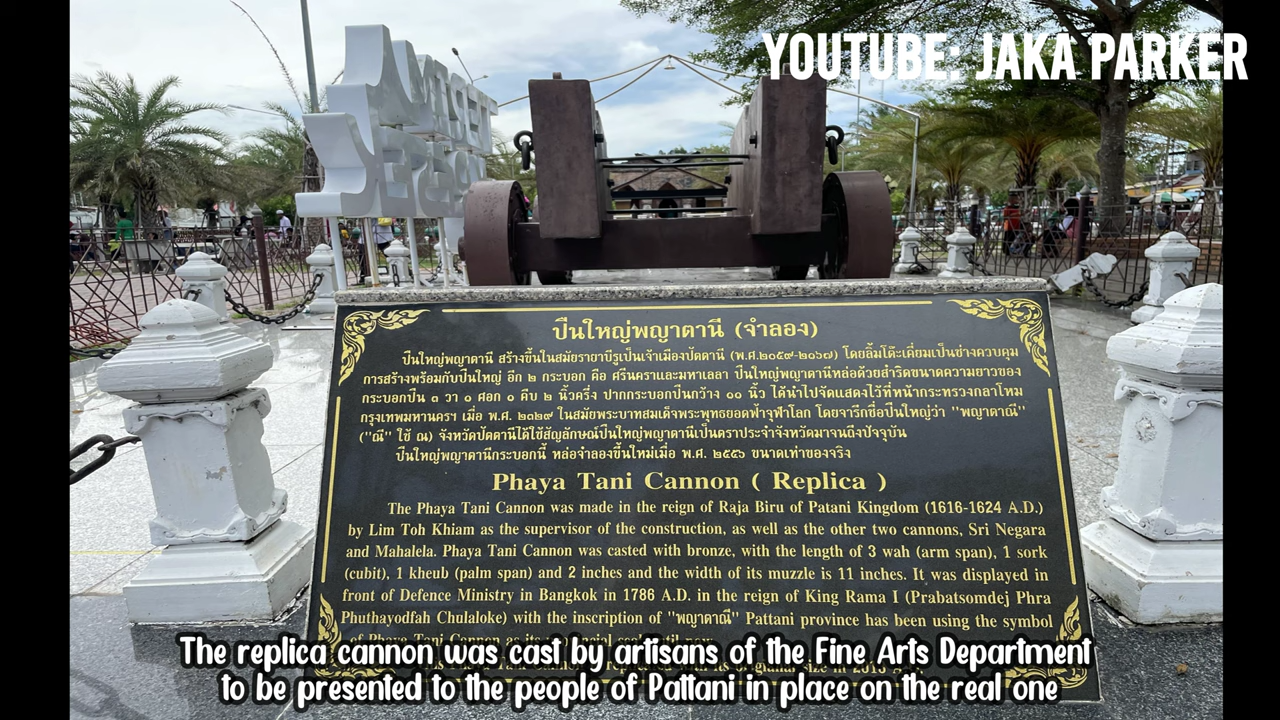 YOUTUBE: JAKA PARKER
ปืนใหญ่พญาตานี (จำลอง)
ปืนใหญ่พญาตานี สร้างขึ้นในสมัยรายาบีรูเป็นเจ้าเมืองปัตตานี (พ.ศ.๒๑๕๙-๒๑๖๗) โดยลิ้มโต๊ะเคี่ยมเป็นช่างควบคุม
การสร้างพร้อมกับปืนใหญ่ อีก ๒ กระบอก คือ ศรีนคราและมหาเลลา ปืนใหญ่พญาตานีหล่อด้วยสำริดขนาดความยาวของ
กระบอกปืน ๓ วา ๑ ศอก ๑ คืบ ๒ นิ้วครึ่ง ปากกระบอกปืนกว้าง ๑๑ นิ้ว ได้นำไปจัดแสดงไว้ที่หน้ากระทรวงกลาโหม
กรุงเทพมหานครฯ เมื่อ พ.ศ. ๒๓๒๙ ในสมัยพระบาทสมเด็จพระพุทธยอดฟ้าจุฬาโลก โดยจารึกชื่อปืนใหญ่ว่า "พญาตานี"
("ณี" ใช้ ณ) จังหวัดปัตตานีได้ใช้สัญลักษณ์ปืนใหญ่พญาตานีเป็นตราประจำจังหวัดมาจนถึงปัจจุบัน
ปืนใหญ่พญาตานีกระบอกนี้ หล่อจำลองขึ้นใหม่เมื่อ พ.ศ. ๒๕๕๖ ขนาดเท่าของจริง
Phaya Tani Cannon ( Replica )
The Phaya Tani Cannon was made in the reign of Raja Biru of Patani Kingdom (1616-1624 A.D.)
by Lim Toh Khiam as the supervisor of the construction, as well as the other two cannons, Sri Negara
and Mahalela. Phaya Tani Cannon was casted with bronze, with the length of 3 wah (arm span), 1 sork
(cubit), 1 kheub (palm span) and 2 inches and the width of its muzzle is 11 inches. It was displayed in
front of Defence Ministry in Bangkok in 1786 A.D. in the reign of King Rama I (Prabatsomdej Phra
Phuthayodfah Chulaloke) with the inscription of "พญาตานี" Pattani province has been using the symbol
of Phaya Tani Cannon as its
The replica cannon was cast by artisans of the Fine Arts Department
to be presented to the people of Pattani in place on the real one